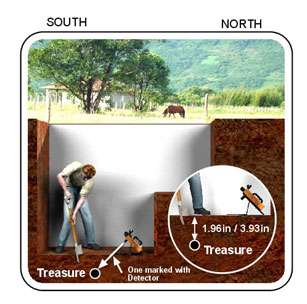 SOUTH
NORTH
1.96in / 3.93in
Treasure
Treasure
One marked with
Detector